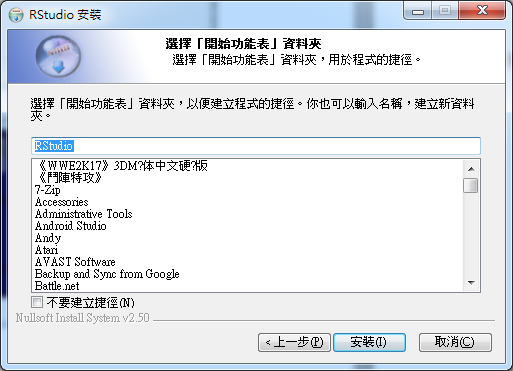 RStudio 安裝
選擇「開始功能表」資料夾
選擇「開始功能表」資料夾，用於程式的捷徑。
選擇「開始功能表」資料夾，以便建立程式的捷徑。你也可以輸入名稱，建立新資料
夾。
RStudio
《WWE2K17》3DM?体中文硬?版
《鬥陣特攻》
7-Zip
Accessories
Administrative Tools
Android Studio
Andy
Atari
AVAST Software
Backup and Sync from Google
Battle.net
不要建立捷徑(N)
Nullsoft Install System v2.50
< 上一步(P)
安裝(I)
取消(C)